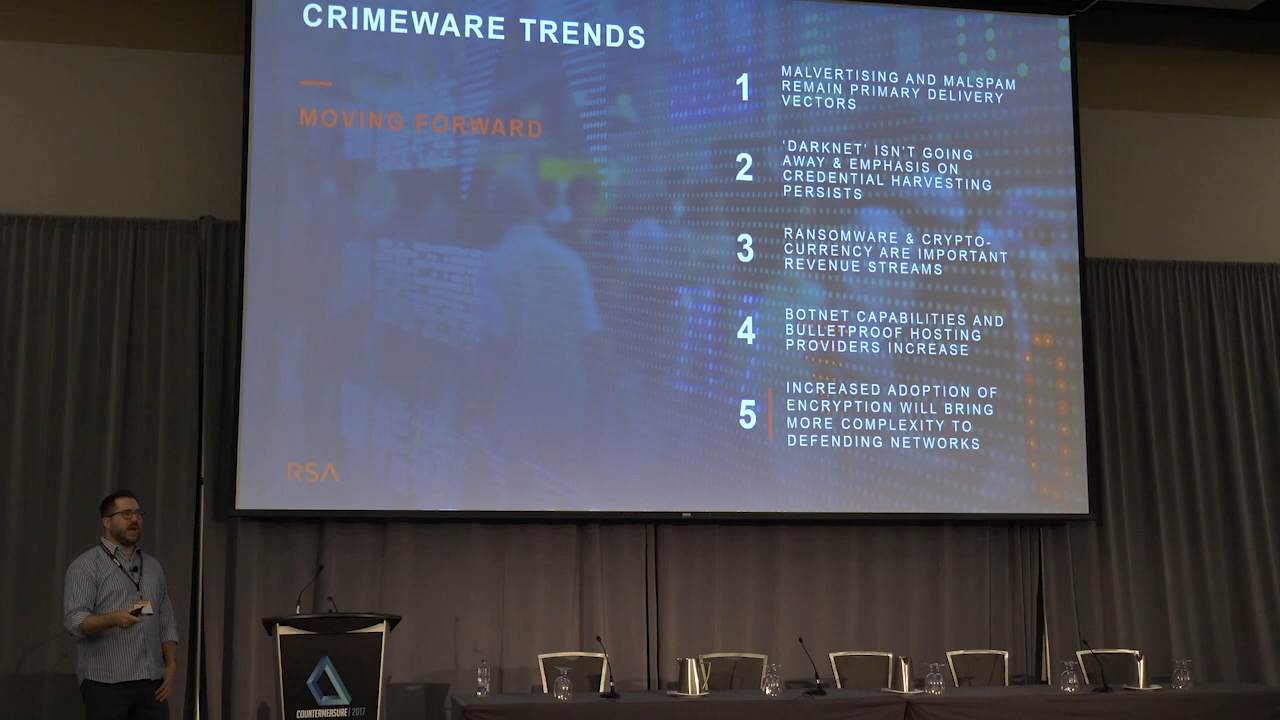 CRIMEWARE TRENDS
MOVING FORWARD
1
MALVERTISING AND MALSPAM
REMAIN PRIMARY DELIVERY
VECTORS
2
'DARKNET' ISN'T GOING
AWAY & EMPHASIS ON
CREDENTIAL HARVESTING
PERSISTS
3
RANSOMWARE & CRYPTO-
CURRENCY ARE IMPORTANT
REVENUE STREAMS
4
BOTNET CAPABILITIES AND
BULLETPROOF HOSTING
PROVIDERS INCREASE
5
INCREASED ADOPTION OF
ENCRYPTION WILL BRING
MORE COMPLEXITY TO
DEFENDING NETWORKS
RSA
COUNTERMEASURE | 2017